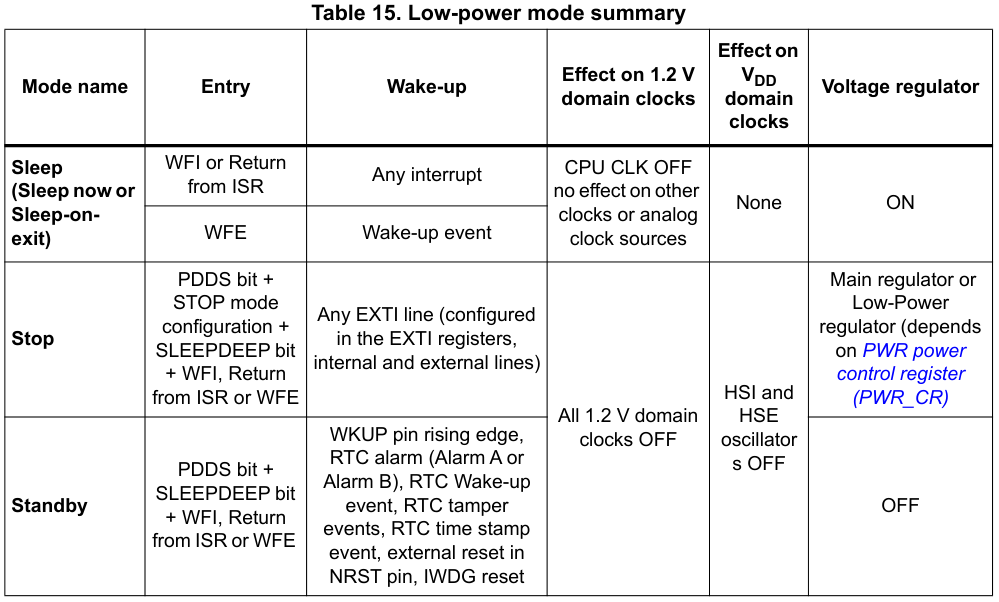 Table 15. Low-power mode summary
Mode name
Entry
Wake-up
Effect on 1.2 V
domain clocks
Effect on
VDD
domain
clocks
Voltage regulator
Sleep
(Sleep now or
Sleep-on-
exit)
WFI or Return
from ISR
Any interrupt
CPU CLK OFF
no effect on other
clocks or analog
clock sources
None
ON
WFE
Wake-up event
Stop
PDDS bit +
STOP mode
configuration +
SLEEPDEEP bit
+ WFI, Return
from ISR or WFE
Any EXTI line (configured
in the EXTI registers,
internal and external lines)
All 1.2 V domain
clocks OFF
HSI and
HSE
oscillator
s OFF
Main regulator or
Low-Power
regulator (depends
on PWR power
control register
(PWR_CR)
Standby
PDDS bit +
SLEEPDEEP bit
+ WFI, Return
from ISR or WFE
WKUP pin rising edge,
RTC alarm (Alarm A or
Alarm B), RTC Wake-up
event, RTC tamper
events, RTC time stamp
event, external reset in
NRST pin, IWDG reset
OFF